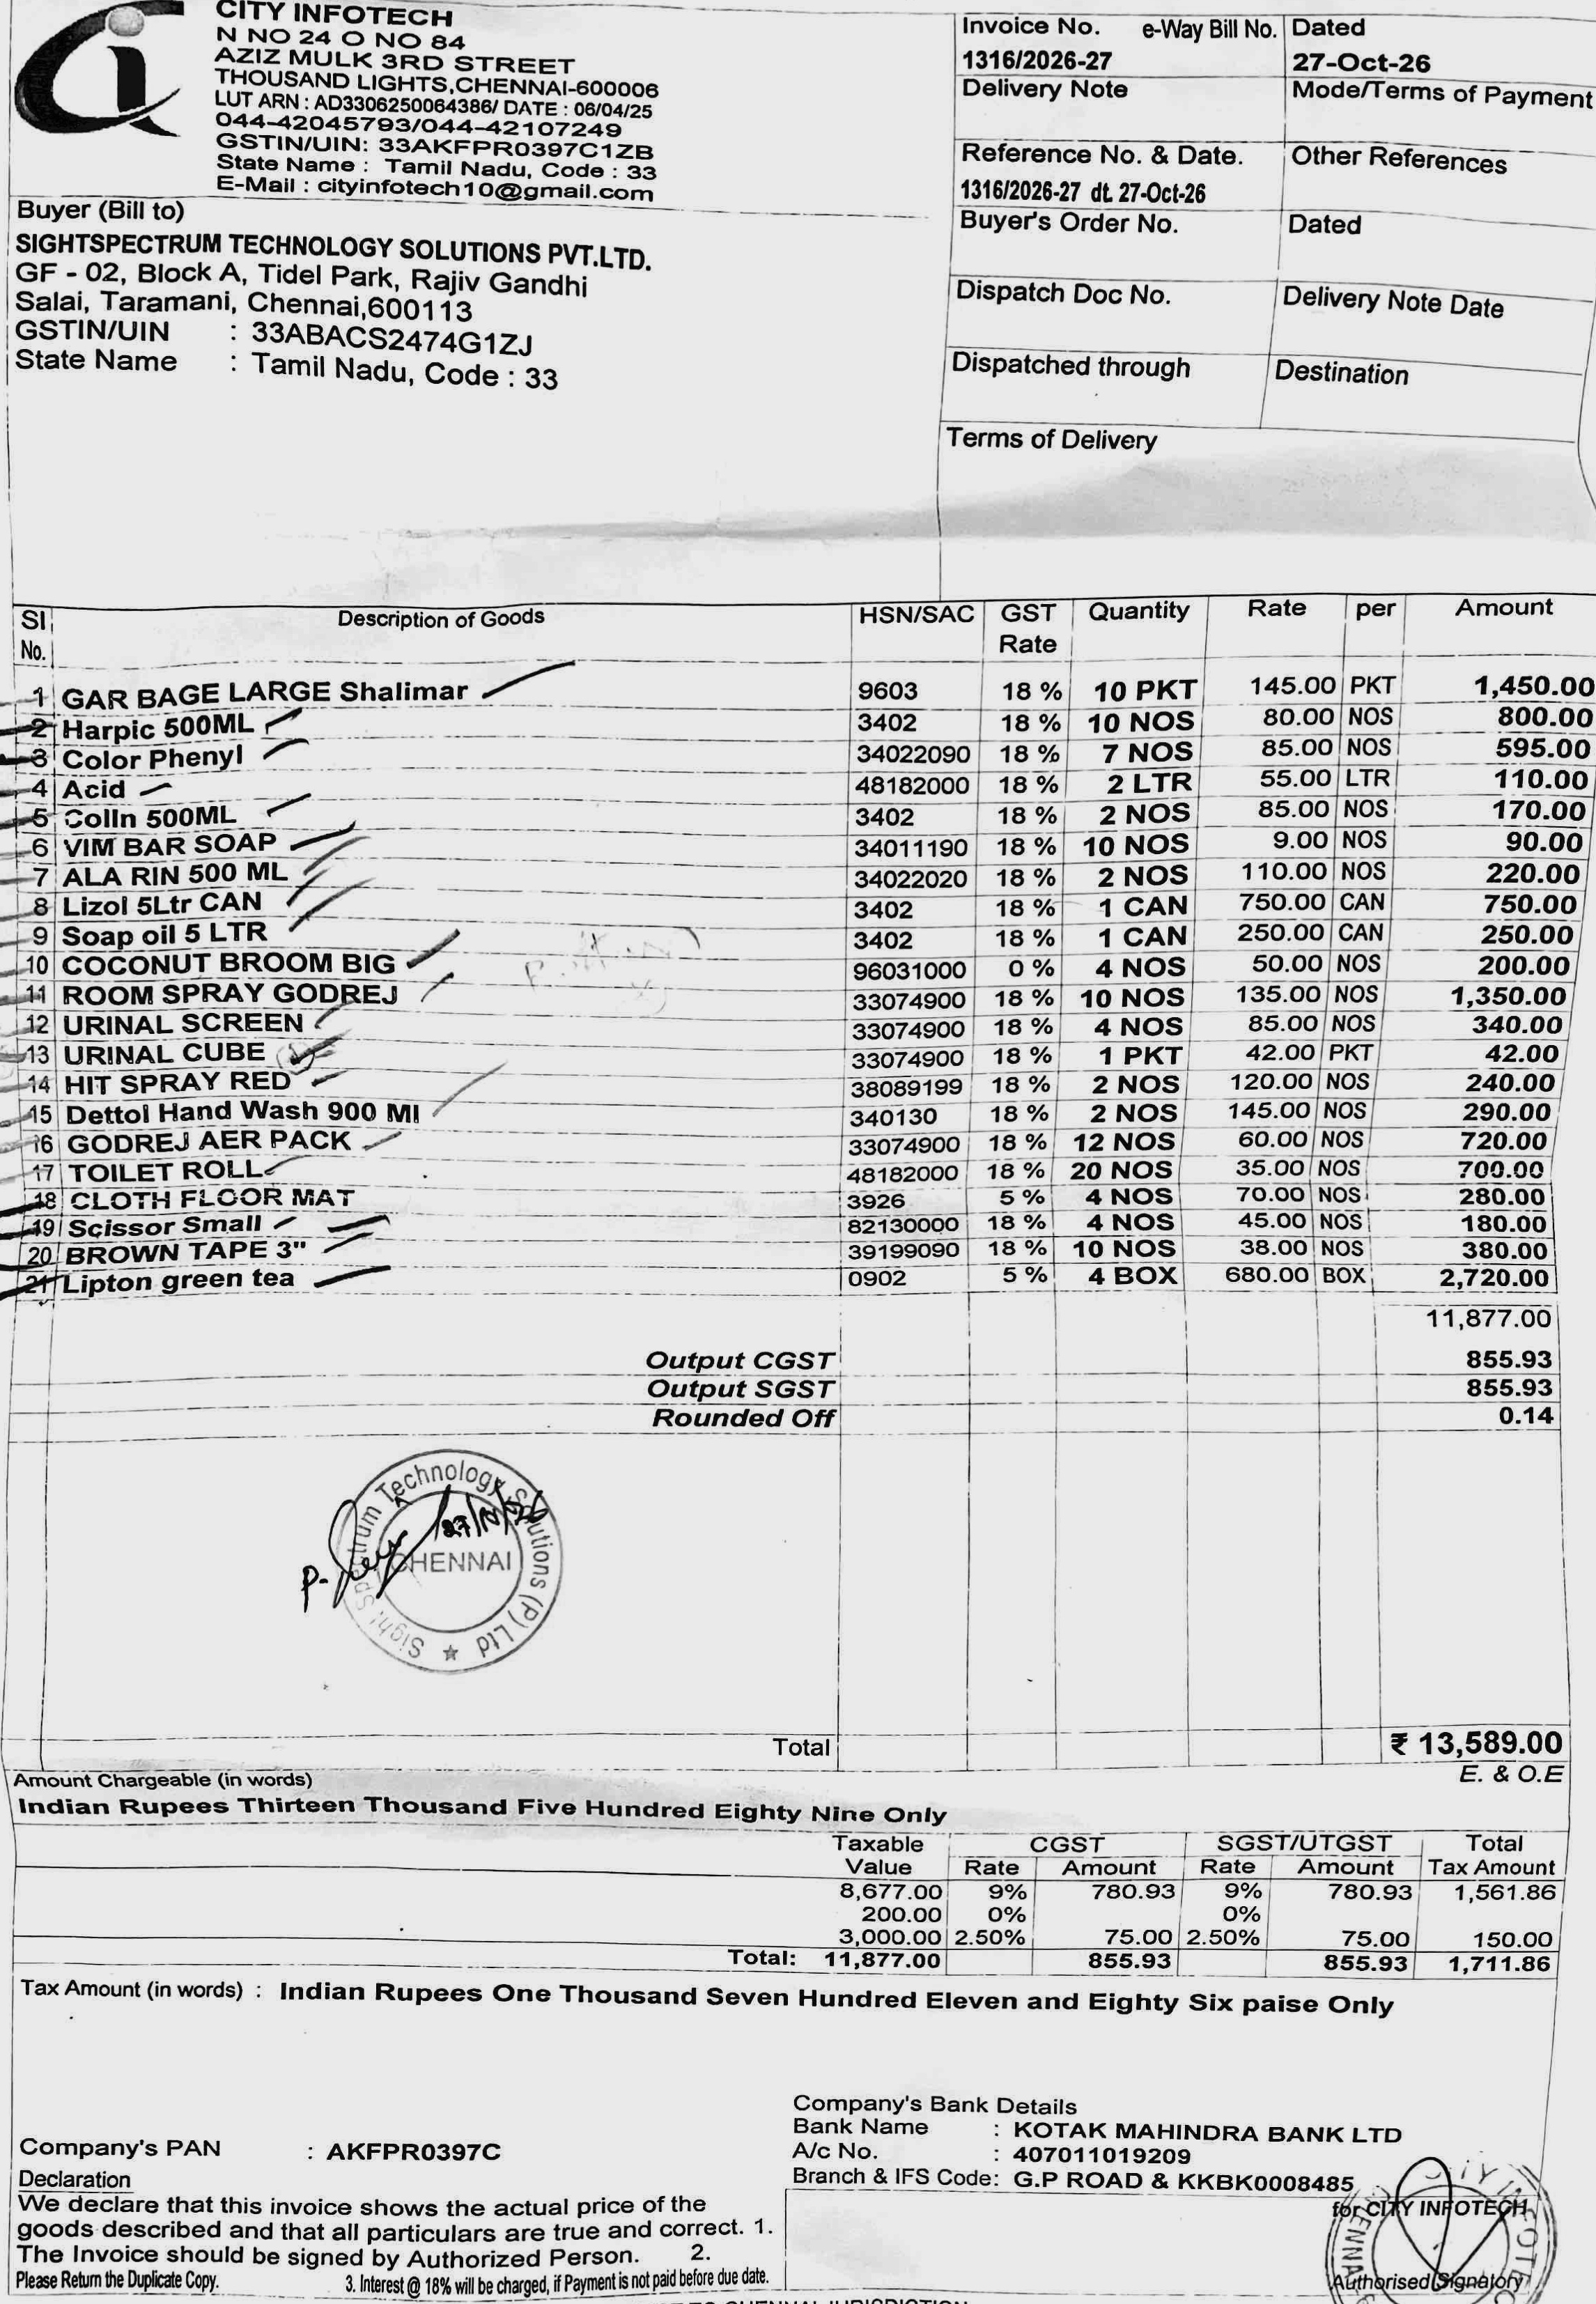 CITY INFOTECH
N NO 24 O NO 84
AZIZ MULK 3RD STREET
THOUSAND LIGHTS,CHENNAI-600006
LUT ARN : AD3306250064386/ DATE : 06/04/25
044-42045793/044-42107249
GSTIN/UIN: 33AKFPR0397C1ZB
State Name : Tamil Nadu, Code : 33
E-Mail : cityinfotech10@gmail.com
Invoice No. e-Way Bill No. Dated
1316/2026-27 27-Oct-26
Delivery Note Mode/Terms of Payment
Reference No. & Date. Other References
1316/2026-27 dt. 27-Oct-26
Buyer's Order No. Dated
Dispatch Doc No. Delivery Note Date
Dispatched through Destination
Terms of Delivery
Buyer (Bill to)
SIGHTSPECTRUM TECHNOLOGY SOLUTIONS PVT.LTD.
GF - 02, Block A, Tidel Park, Rajiv Gandhi
Salai, Taramani, Chennai,600113
GSTIN/UIN : 33ABACS2474G1ZJ
State Name : Tamil Nadu, Code : 33
SI Description of Goods HSN/SAC GST Quantity Rate per Amount
No. Rate
1 GAR BAGE LARGE Shalimar 9603 18 % 10 PKT 145.00 PKT 1,450.00
2 Harpic 500ML 3402 18 % 10 NOS 80.00 NOS 800.00
3 Color Phenyl 34022090 18 % 7 NOS 85.00 NOS 595.00
4 Acid 48182000 18 % 2 LTR 55.00 LTR 110.00
5 ColIn 500ML 3402 18 % 2 NOS 85.00 NOS 170.00
6 VIM BAR SOAP 34011190 18 % 10 NOS 9.00 NOS 90.00
7 ALA RIN 500 ML 34022020 18 % 2 NOS 110.00 NOS 220.00
8 Lizol 5Ltr CAN 3402 18 % 1 CAN 750.00 CAN 750.00
9 Soap oil 5 LTR 3402 18 % 1 CAN 250.00 CAN 250.00
10 COCONUT BROOM BIG 96031000 0 % 4 NOS 50.00 NOS 200.00
11 ROOM SPRAY GODREJ 33074900 18 % 10 NOS 135.00 NOS 1,350.00
12 URINAL SCREEN 33074900 18 % 4 NOS 85.00 NOS 340.00
13 URINAL CUBE 33074900 18 % 1 PKT 42.00 PKT 42.00
14 HIT SPRAY RED 38089199 18 % 2 NOS 120.00 NOS 240.00
15 Dettol Hand Wash 900 Ml 340130 18 % 2 NOS 145.00 NOS 290.00
16 GODREJ AER PACK 33074900 18 % 12 NOS 60.00 NOS 720.00
17 TOILET ROLL 48182000 18 % 20 NOS 35.00 NOS 700.00
18 CLOTH FLOOR MAT 3926 5 % 4 NOS 70.00 NOS 280.00
19 Scissor Small 82130000 18 % 4 NOS 45.00 NOS 180.00
20 BROWN TAPE 3" 39199090 18 % 10 NOS 38.00 NOS 380.00
21 Lipton green tea 0902 5 % 4 BOX 680.00 BOX 2,720.00
11,877.00
Output CGST 855.93
Output SGST 855.93
Rounded Off 0.14
Sight Spectrum Technology Solutions (P) Ltd
CHENNAI
Total ₹ 13,589.00
Amount Chargeable (in words) E. & O.E
Indian Rupees Thirteen Thousand Five Hundred Eighty Nine Only
Taxable CGST SGST/UTGST Total
Value Rate Amount Rate Amount Tax Amount
8,677.00 9% 780.93 9% 780.93 1,561.86
200.00 0% 0%
3,000.00 2.50% 75.00 2.50% 75.00 150.00
Total: 11,877.00 855.93 855.93 1,711.86
Tax Amount (in words) : Indian Rupees One Thousand Seven Hundred Eleven and Eighty Six paise Only
Company's Bank Details
Bank Name : KOTAK MAHINDRA BANK LTD
A/c No. : 407011019209
Branch & IFS Code: G.P ROAD & KKBK0008485
Company's PAN : AKFPR0397C
Declaration
We declare that this invoice shows the actual price of the
goods described and that all particulars are true and correct. 1.
The Invoice should be signed by Authorized Person. 2.
Please Return the Duplicate Copy. 3. Interest @ 18% will be charged, if Payment is not paid before due date.
for CITY INFOTECH
Authorised Signatory